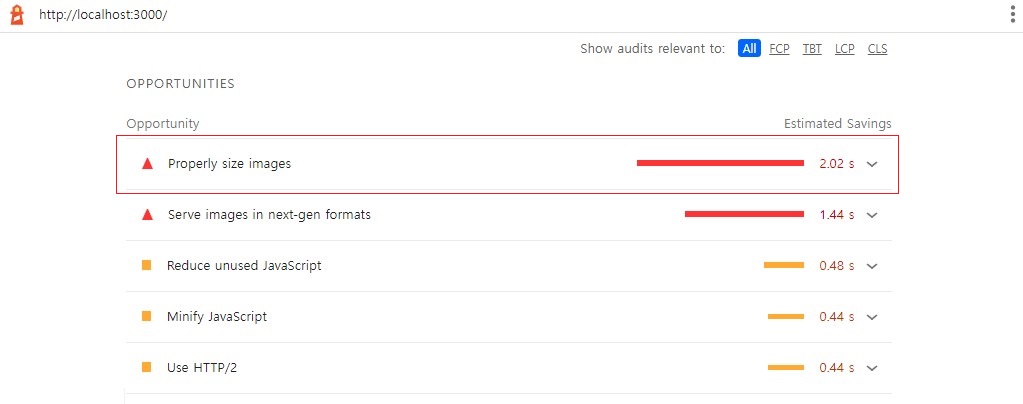 http://localhost:3000/
Show audits relevant to: All FCP TBT LCP CLS
OPPORTUNITIES
Opportunity Estimated Savings
Properly size images 2.02 s
Serve images in next-gen formats 1.44 s
Reduce unused JavaScript 0.48 s
Minify JavaScript 0.44 s
Use HTTP/2 0.44 s